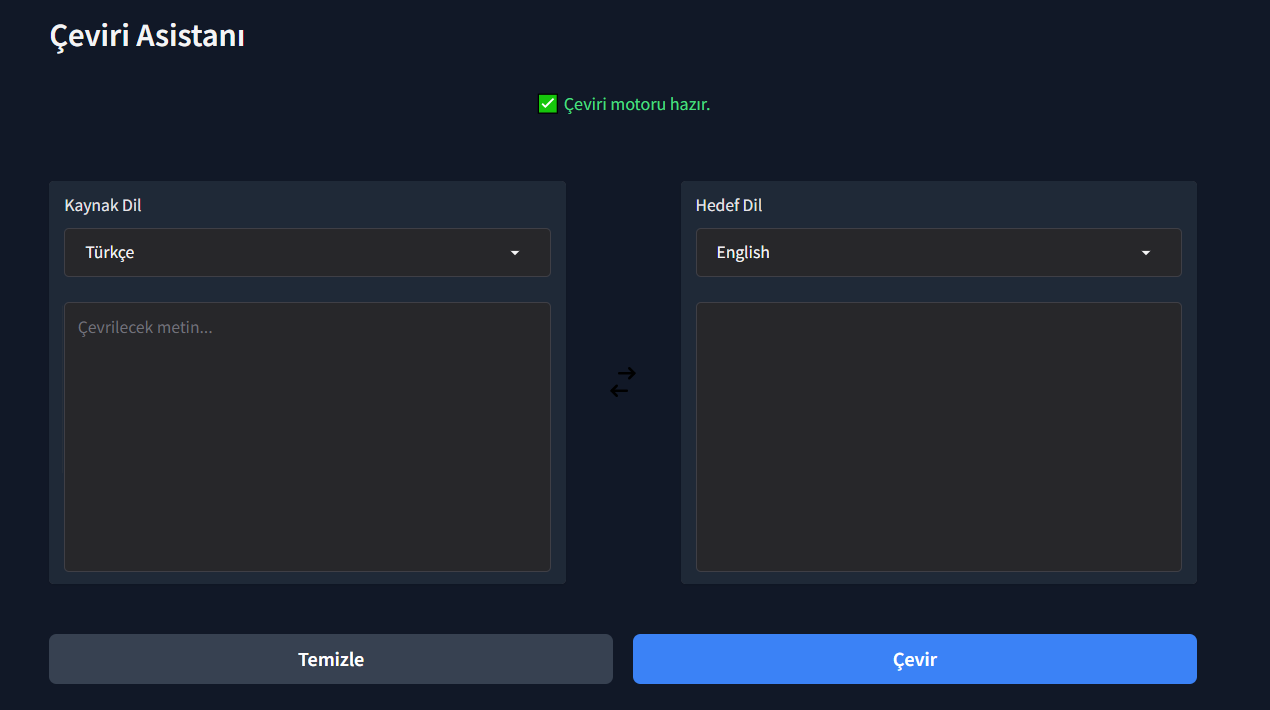 Çeviri Asistanı
✅ Çeviri motoru hazır.
Kaynak Dil
Türkçe
Çevrilecek metin...
Hedef Dil
English
Temizle
Çevir